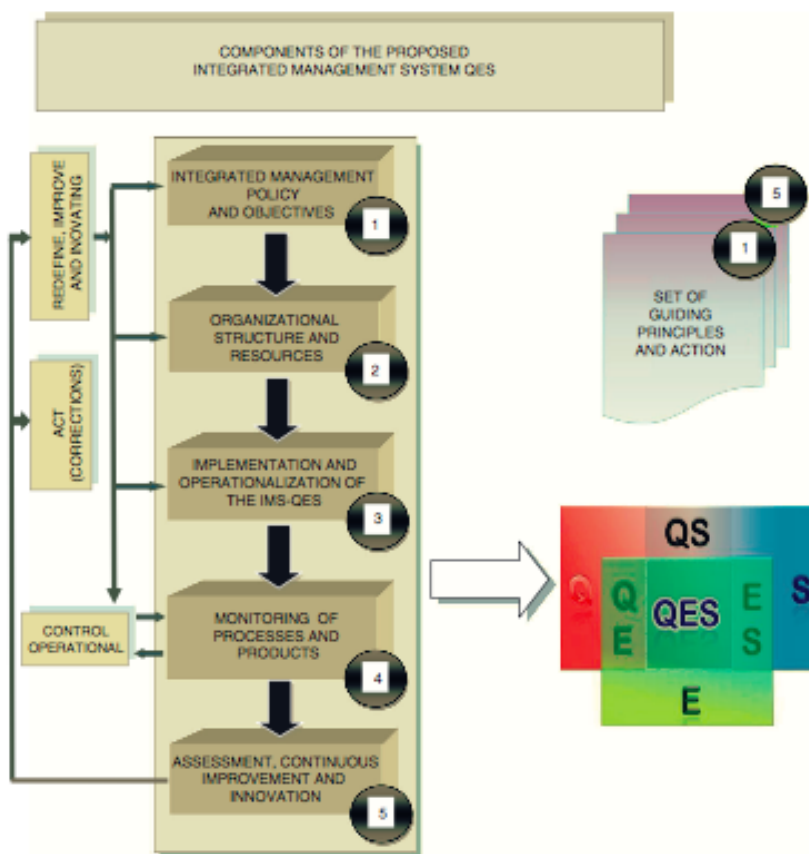 COMPONENTS OF THE PROPOSED
INTEGRATED MANAGEMENT SYSTEM QES
REDEFINE, IMPROVE
AND INOVATING
ACT
(CORRECTIONS)
CONTROL
OPERATIONAL
INTEGRATED MANAGEMENT
POLICY
AND OBJECTIVES
1
ORGANIZATIONAL
STRUCTURE AND
RESOURCES
2
IMPLEMENTATION AND
OPERATIONALIZATION OF
THE IMS-QES
3
MONITORING OF
PROCESSES AND
PRODUCTS
4
ASSESSMENT, CONTINUOUS
IMPROVEMENT AND
INNOVATION
5
5
1
SET OF
GUIDING
PRINCIPLES
AND ACTION
QS
Q
Q
E
QES
E
S
S
E